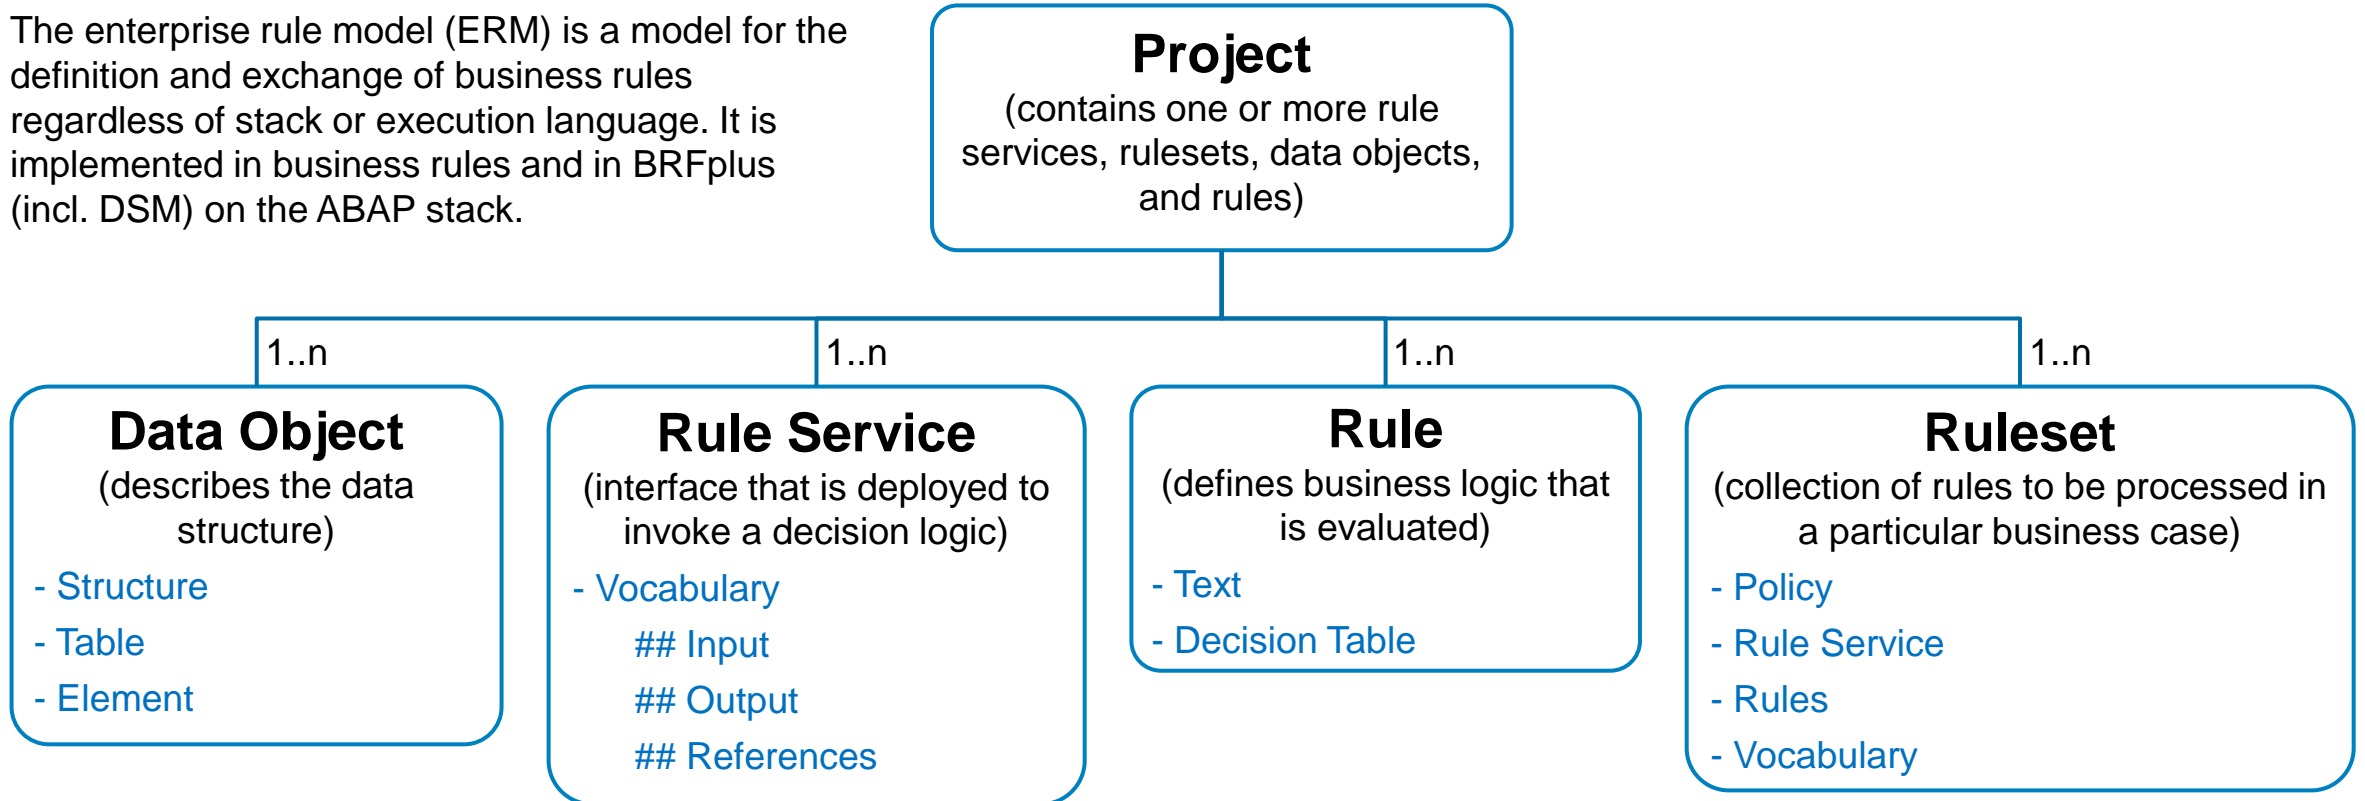 The enterprise rule model (ERM) is a model for the
definition and exchange of business rules
regardless of stack or execution language. It is
implemented in business rules and in BRFplus
(incl. DSM) on the ABAP stack.
Project
(contains one or more rule
services, rulesets, data objects,
and rules)
1..n
1..n
1..n
1..n
Data Object
(describes the data
structure)
- Structure
- Table
- Element
Rule Service
(interface that is deployed to
invoke a decision logic)
- Vocabulary
## Input
## Output
## References
Rule
(defines business logic that
is evaluated)
- Text
- Decision Table
Ruleset
(collection of rules to be processed in
a particular business case)
- Policy
- Rule Service
- Rules
- Vocabulary